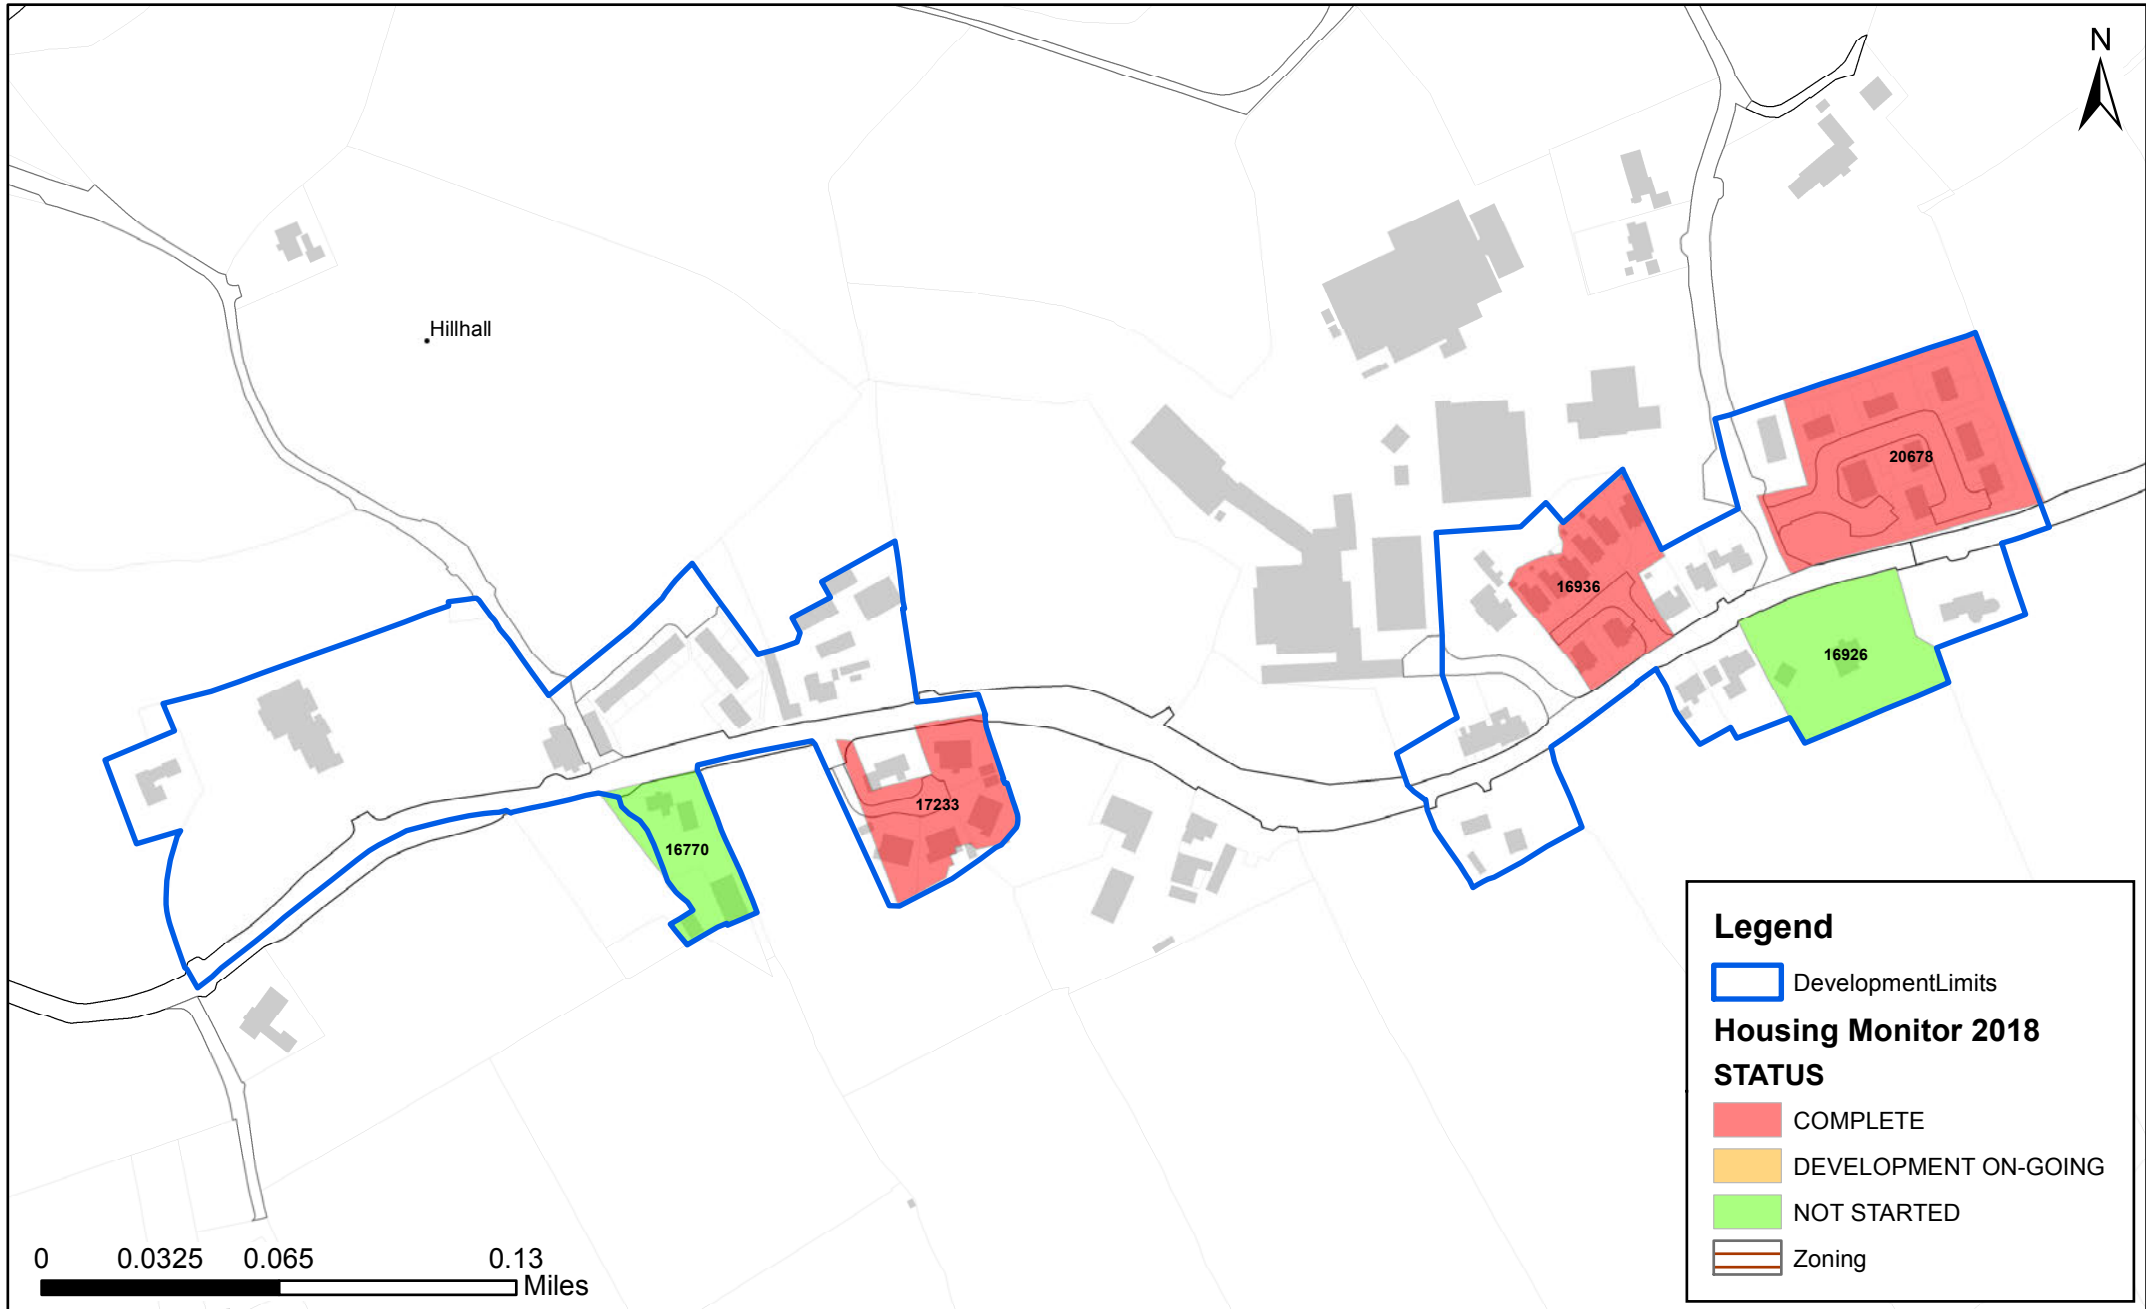 N
Hillhall
20678
16936
16926
17233
16770
Legend
DevelopmentLimits
Housing Monitor 2018
STATUS
COMPLETE
DEVELOPMENT ON-GOING
NOT STARTED
Zoning
0 0.0325 0.065 0.13
Miles